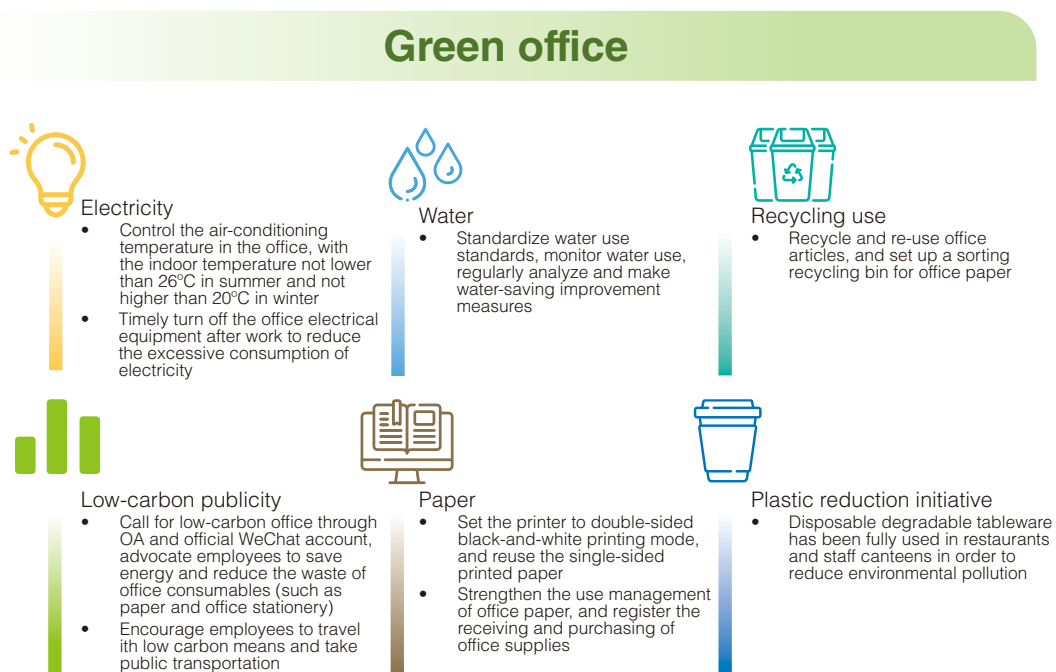 Green office
Electricity
• Control the air-conditioning
temperature in the office, with
the indoor temperature not lower
than 26°C in summer and not
higher than 20°C in winter
• Timely turn off the office electrical
equipment after work to reduce
the excessive consumption of
electricity
Water
• Standardize water use
standards, monitor water use,
regularly analyze and make
water-saving improvement
measures
Recycling use
• Recycle and re-use office
articles, and set up a sorting
recycling bin for office paper
Low-carbon publicity
• Call for low-carbon office through
OA and official WeChat account,
advocate employees to save
energy and reduce the waste of
office consumables (such as
paper and office stationery)
• Encourage employees to travel
ith low carbon means and take
public transportation
Paper
• Set the printer to double-sided
black-and-white printing mode,
and reuse the single-sided
printed paper
• Strengthen the use management
of office paper, and register the
receiving and purchasing of
office supplies
Plastic reduction initiative
• Disposable degradable tableware
has been fully used in restaurants
and staff canteens in order to
reduce environmental pollution